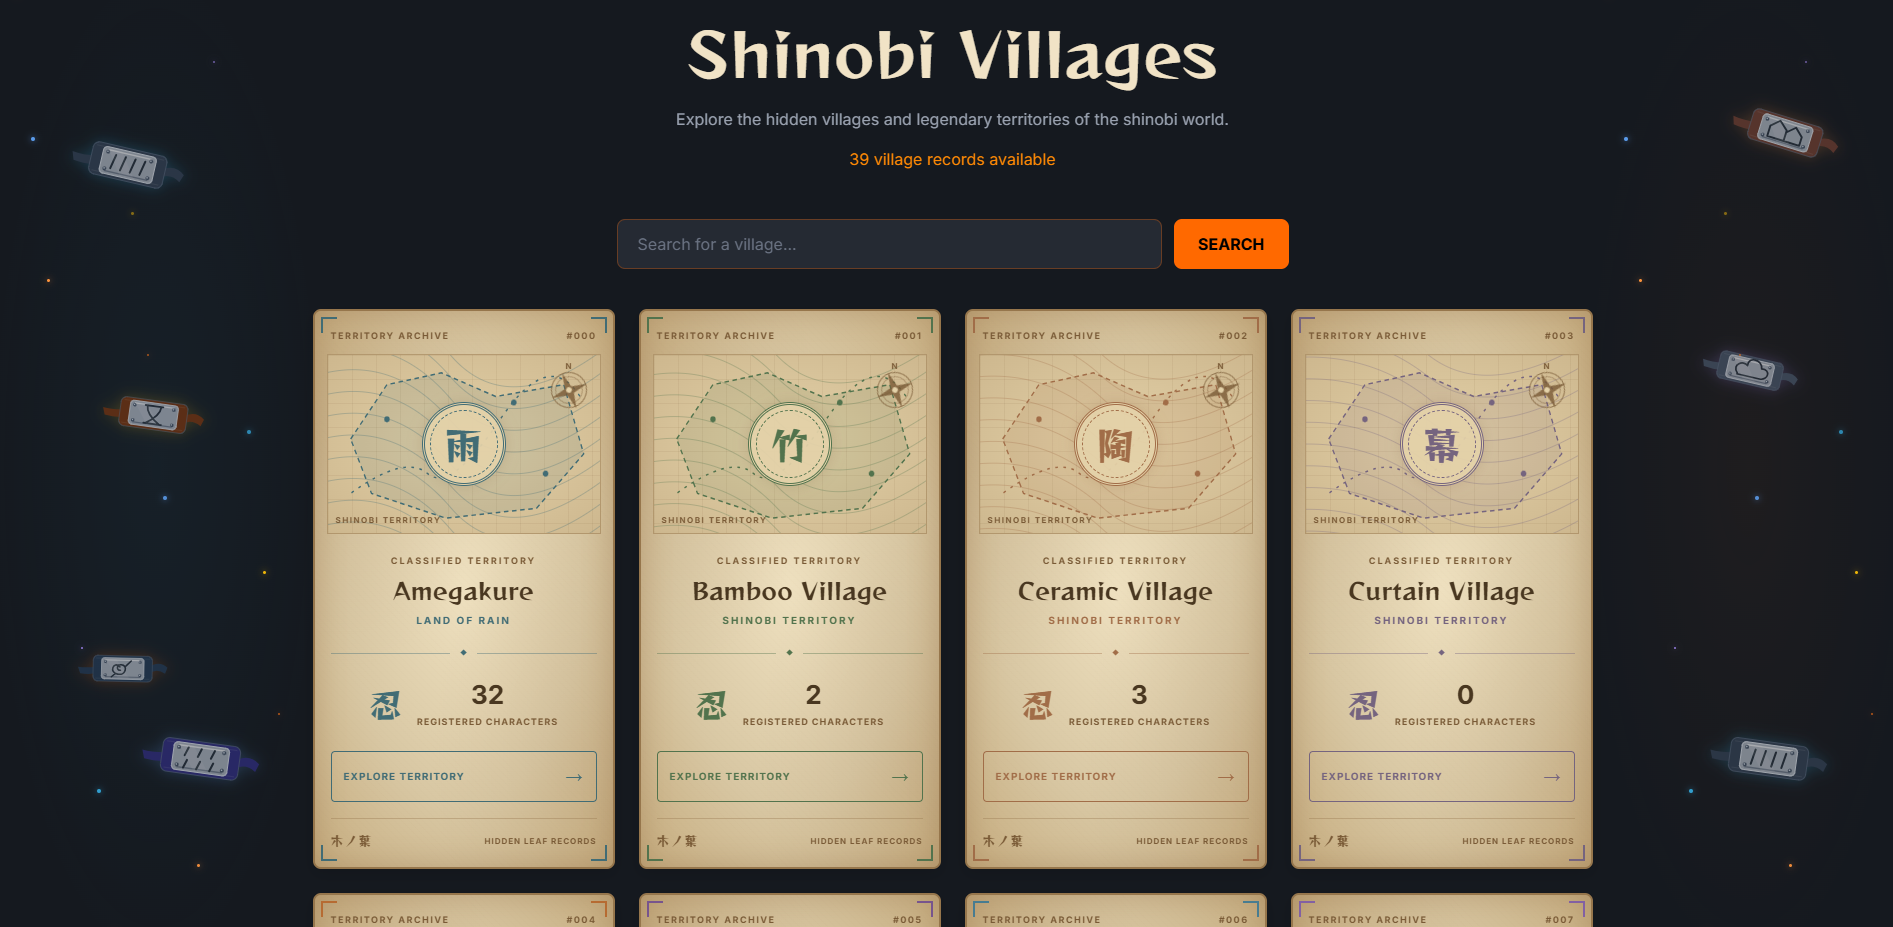 Shinobi Villages
Explore the hidden villages and legendary territories of the shinobi world.
39 village records available
Search for a village...
SEARCH
TERRITORY ARCHIVE #000
N
雨
SHINOBI TERRITORY
CLASSIFIED TERRITORY
Amegakure
LAND OF RAIN
忍
32
REGISTERED CHARACTERS
EXPLORE TERRITORY →
木ノ葉 HIDDEN LEAF RECORDS
TERRITORY ARCHIVE #001
N
竹
SHINOBI TERRITORY
CLASSIFIED TERRITORY
Bamboo Village
SHINOBI TERRITORY
忍
2
REGISTERED CHARACTERS
EXPLORE TERRITORY →
木ノ葉 HIDDEN LEAF RECORDS
TERRITORY ARCHIVE #002
N
陶
SHINOBI TERRITORY
CLASSIFIED TERRITORY
Ceramic Village
SHINOBI TERRITORY
忍
3
REGISTERED CHARACTERS
EXPLORE TERRITORY →
木ノ葉 HIDDEN LEAF RECORDS
TERRITORY ARCHIVE #003
N
幕
SHINOBI TERRITORY
CLASSIFIED TERRITORY
Curtain Village
SHINOBI TERRITORY
忍
0
REGISTERED CHARACTERS
EXPLORE TERRITORY →
木ノ葉 HIDDEN LEAF RECORDS
TERRITORY ARCHIVE #004
TERRITORY ARCHIVE #005
TERRITORY ARCHIVE #006
TERRITORY ARCHIVE #007